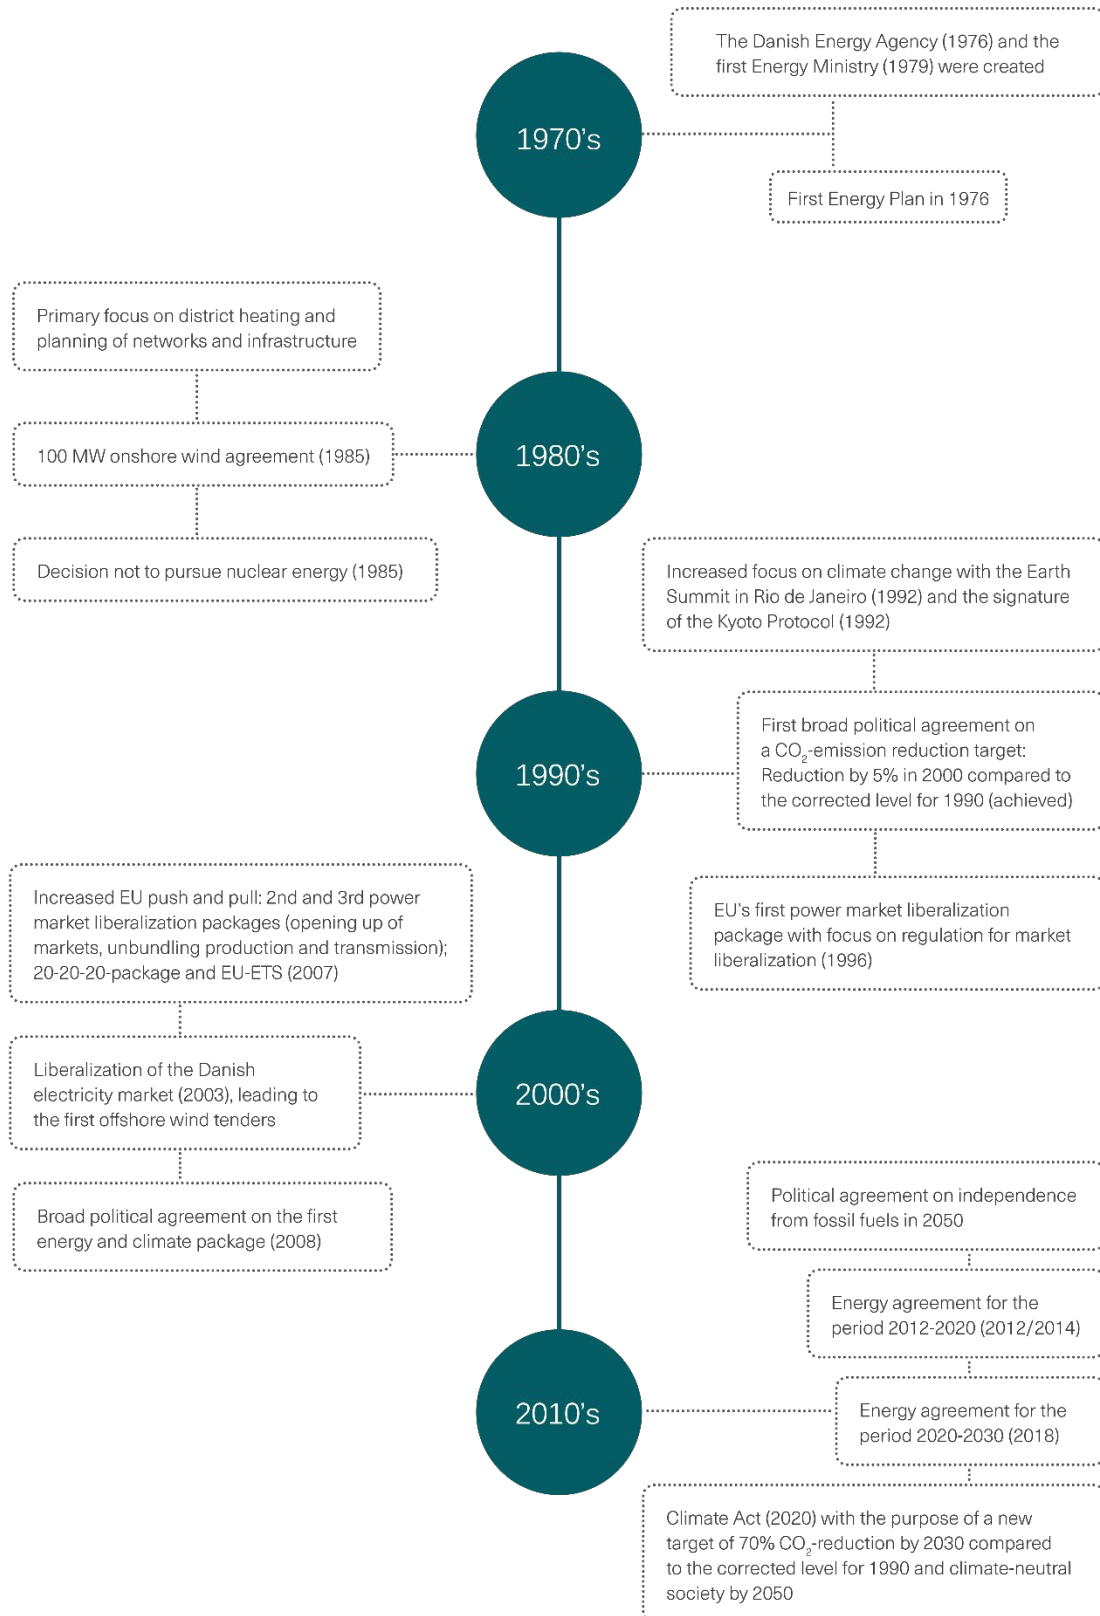 The Danish Energy Agency (1976) and the
first Energy Ministry (1979) were created
1970's
First Energy Plan in 1976
Primary focus on district heating and
planning of networks and infrastructure
100 MW onshore wind agreement (1985)
1980's
Decision not to pursue nuclear energy (1985)
Increased focus on climate change with the Earth
Summit in Rio de Janeiro (1992) and the signature
of the Kyoto Protocol (1992)
First broad political agreement on
a CO₂-emission reduction target:
Reduction by 5% in 2000 compared to
the corrected level for 1990 (achieved)
1990's
EU's first power market liberalization
package with focus on regulation for market
liberalization (1996)
Increased EU push and pull: 2nd and 3rd power
market liberalization packages (opening up of
markets, unbundling production and transmission);
20-20-20-package and EU-ETS (2007)
Liberalization of the Danish
electricity market (2003), leading to
the first offshore wind tenders
2000's
Broad political agreement on the first
energy and climate package (2008)
Political agreement on independence
from fossil fuels in 2050
Energy agreement for the
period 2012-2020 (2012/2014)
2010's
Energy agreement for the
period 2020-2030 (2018)
Climate Act (2020) with the purpose of a new
target of 70% CO₂-reduction by 2030 compared
to the corrected level for 1990 and climate-neutral
society by 2050